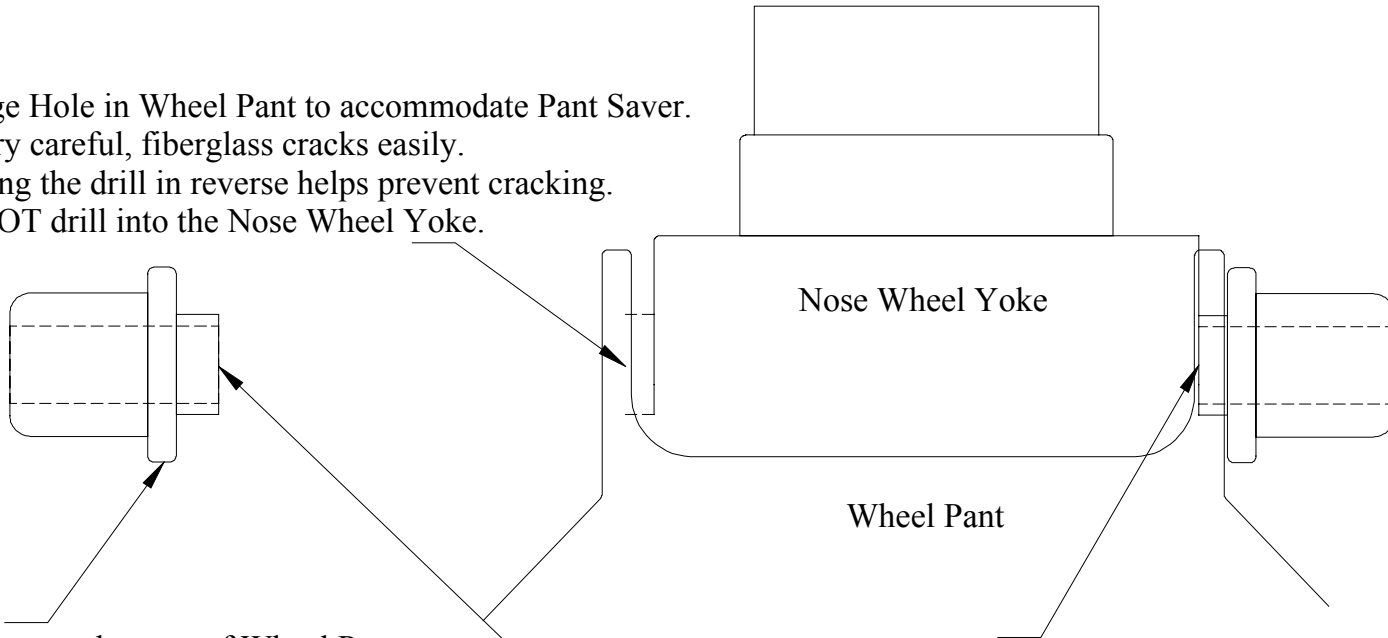 ge Hole in Wheel Pant to accommodate Pant Saver.
ry careful, fiberglass cracks easily.
ng the drill in reverse helps prevent cracking.
OT drill into the Nose Wheel Yoke.
Nose Wheel Yoke
Wheel Pant